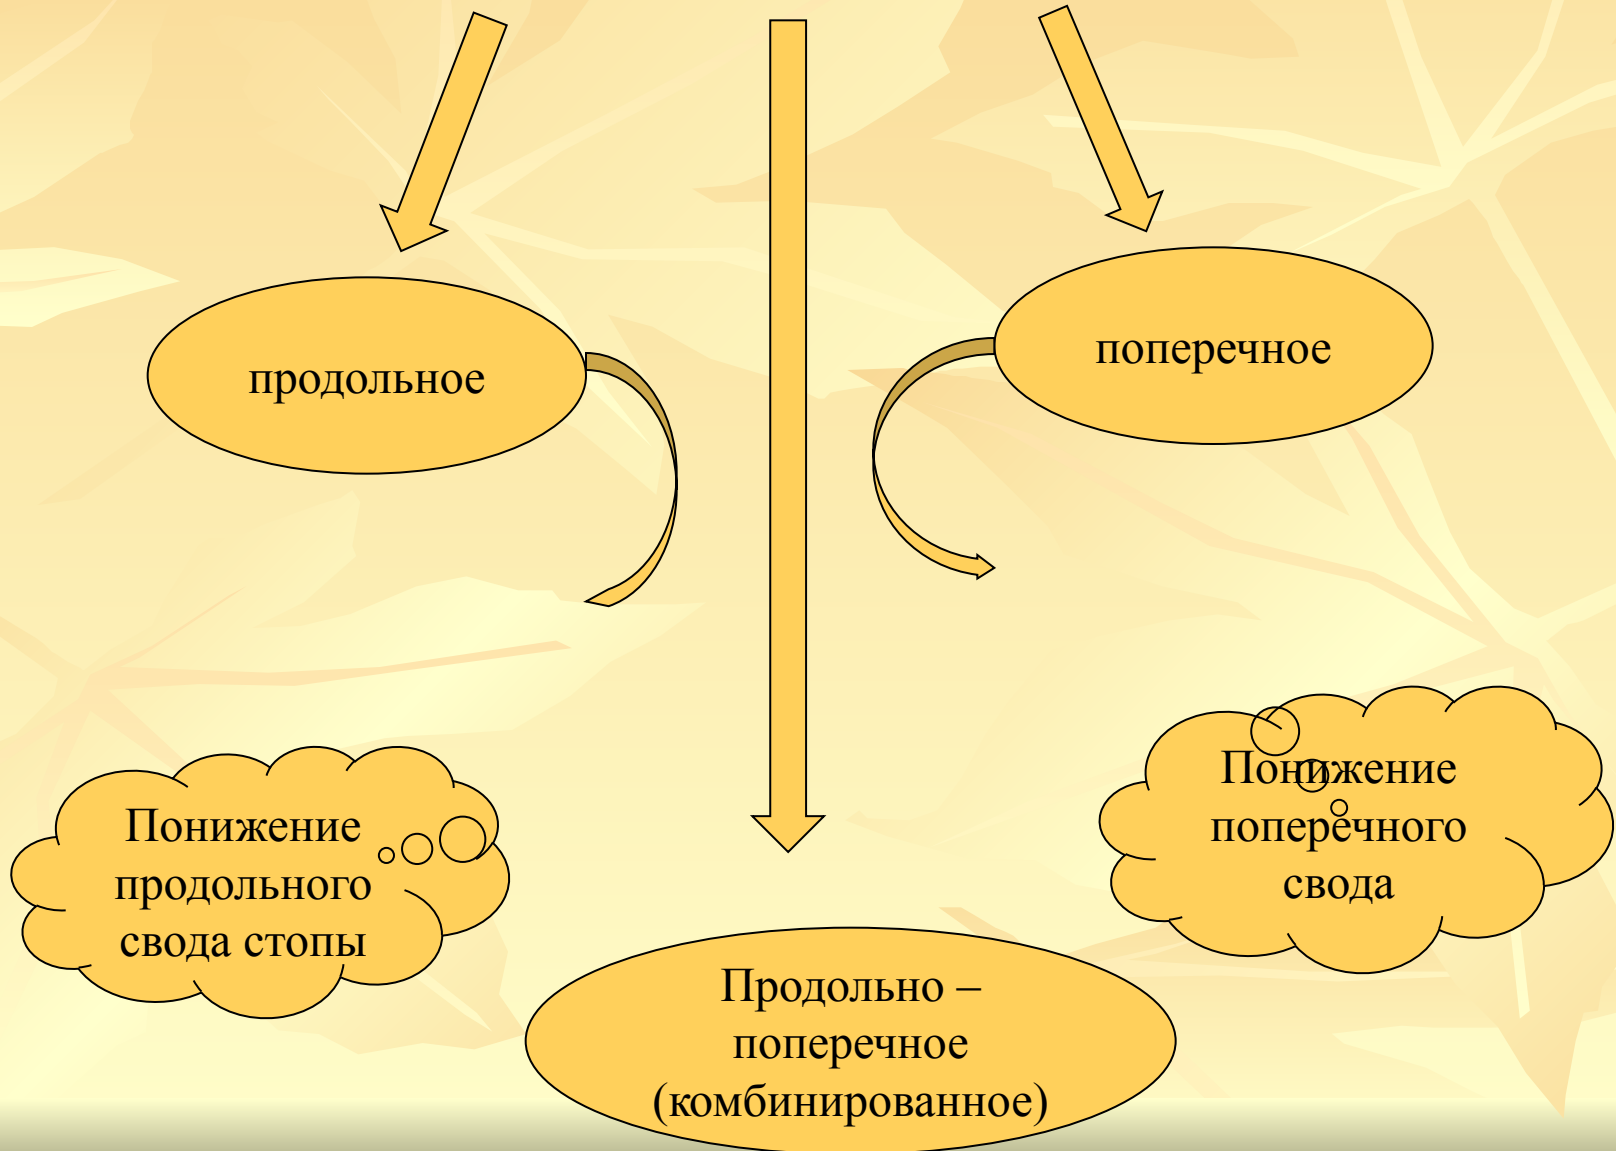 продольное
поперечное
Понижение
продольного
свода стопы
Понижение
поперечного
свода
Продольно –
поперечное
(комбинированное)